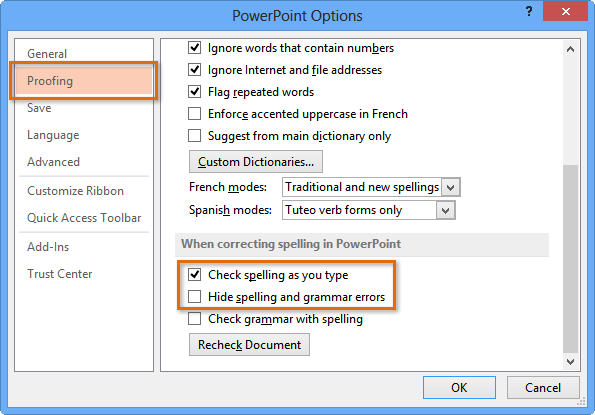 PowerPoint Options
?
General
Proofing
Save
Language
Advanced
Customize Ribbon
Quick Access Toolbar
Add-Ins
Trust Center
Ignore words that contain numbers
Ignore Internet and file addresses
Flag repeated words
Enforce accented uppercase in French
Suggest from main dictionary only
Custom Dictionaries...
French modes: Traditional and new spellings
Spanish modes: Tuteo verb forms only
When correcting spelling in PowerPoint
Check spelling as you type
Hide spelling and grammar errors
Check grammar with spelling
Recheck Document
OK Cancel